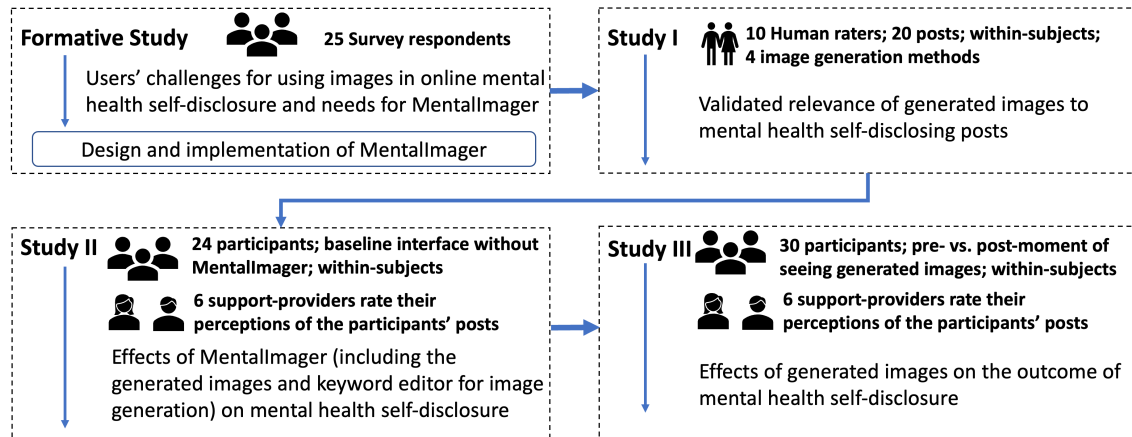 Formative Study
25 Survey respondents
Users' challenges for using images in online mental
health self-disclosure and needs for MentalImager
Design and implementation of MentalImager
Study I
10 Human raters; 20 posts; within-subjects;
4 image generation methods
Validated relevance of generated images to
mental health self-disclosing posts
Study II
24 participants; baseline interface without
MentalImager; within-subjects
6 support-providers rate their
perceptions of the participants' posts
Effects of MentalImager (including the
generated images and keyword editor for image
generation) on mental health self-disclosure
Study III
30 participants; pre- vs. post-moment of
seeing generated images; within-subjects
6 support-providers rate their
perceptions of the participants' posts
Effects of generated images on the outcome of
mental health self-disclosure